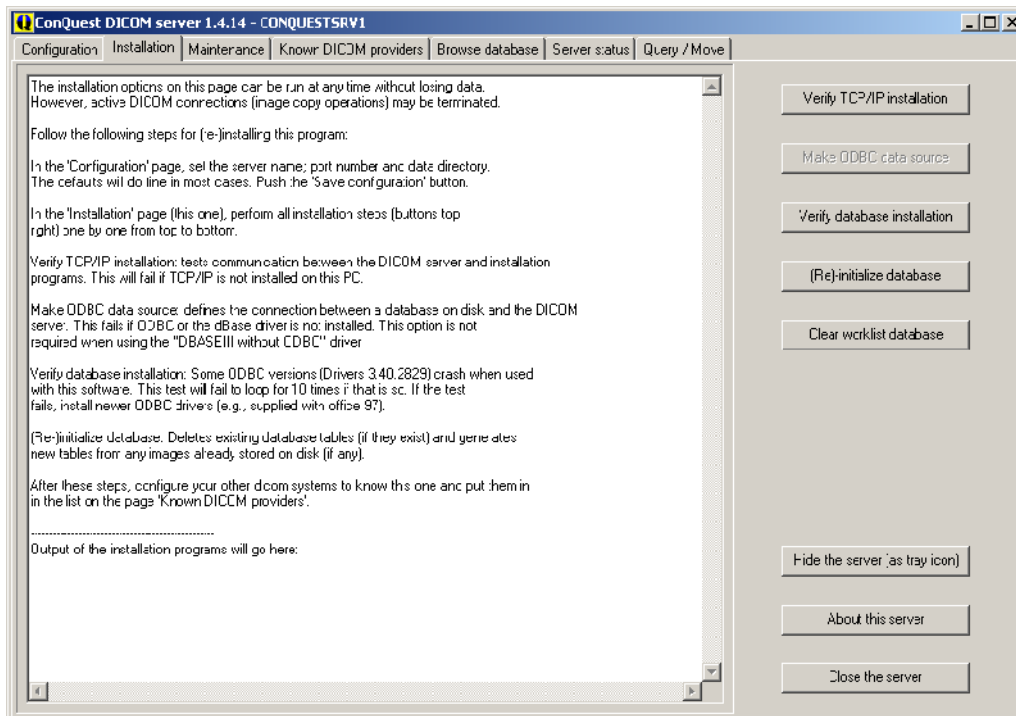 ConQuest DICOM server 1.4.14 - CONQUESTSRV1
Configuration Installation Maintenance Known DICOM providers Browse database Server status Query / Move
The installation options on this page can be run at any time without losing data.
However, active DICOM connections (image copy operations) may be terminated.
Follow the following steps for (re-)installing this program:
In the 'Configuration' page, set the server name; port number and data directory.
The defaults will do fine in most cases. Push the 'Save configuration' button.
In the 'Installation' page (this one), perform all installation steps (buttons top
right) one by one from top to bottom.
Verify TCP/IP installation: tests communication between the DICOM server and installation
programs. This will fail if TCP/IP is not installed on this PC.
Make ODBC data source: defines the connection between a database on disk and the DICOM
server. This fails if ODBC or the dBase driver is not installed. This option is not
required when using the "DBASEIII without ODBC" driver
Verify database installation: Some ODBC versions (Drivers 3.40.2829) crash when used
with this software. This test will fail to loop for 10 times if that is so. If the test
fails, install newer ODBC drivers (e.g., supplied with office 97).
(Re-)initialize database. Deletes existing database tables (if they exist) and generates
new tables from any images already stored on disk (if any).
After these steps, configure your other dicom systems to know this one and put them in
in the list on the page 'Known DICOM providers'.
------------------------------------------------
Output of the installation programs will go here:
Verify TCP/IP installation
Make ODBC data source
Verify database installation
(Re)-initialize database
Clear worklist database
Hide the server (as tray icon)
About this server
Close the server